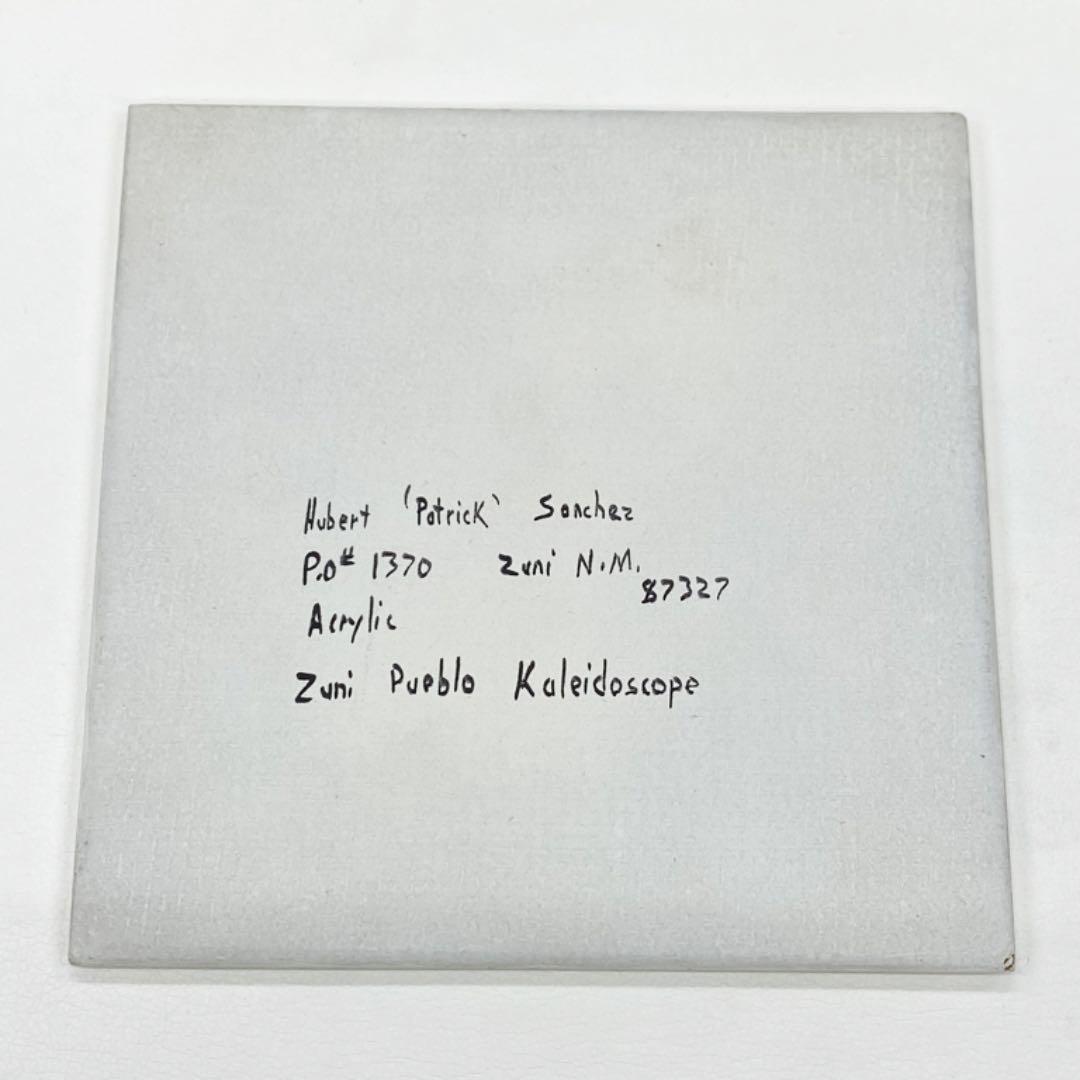 Hubert 'Patrick' Sanchez
P.O# 1370 Zuni N.M.
87327
Acrylic
Zuni Pueblo Kaleidoscope